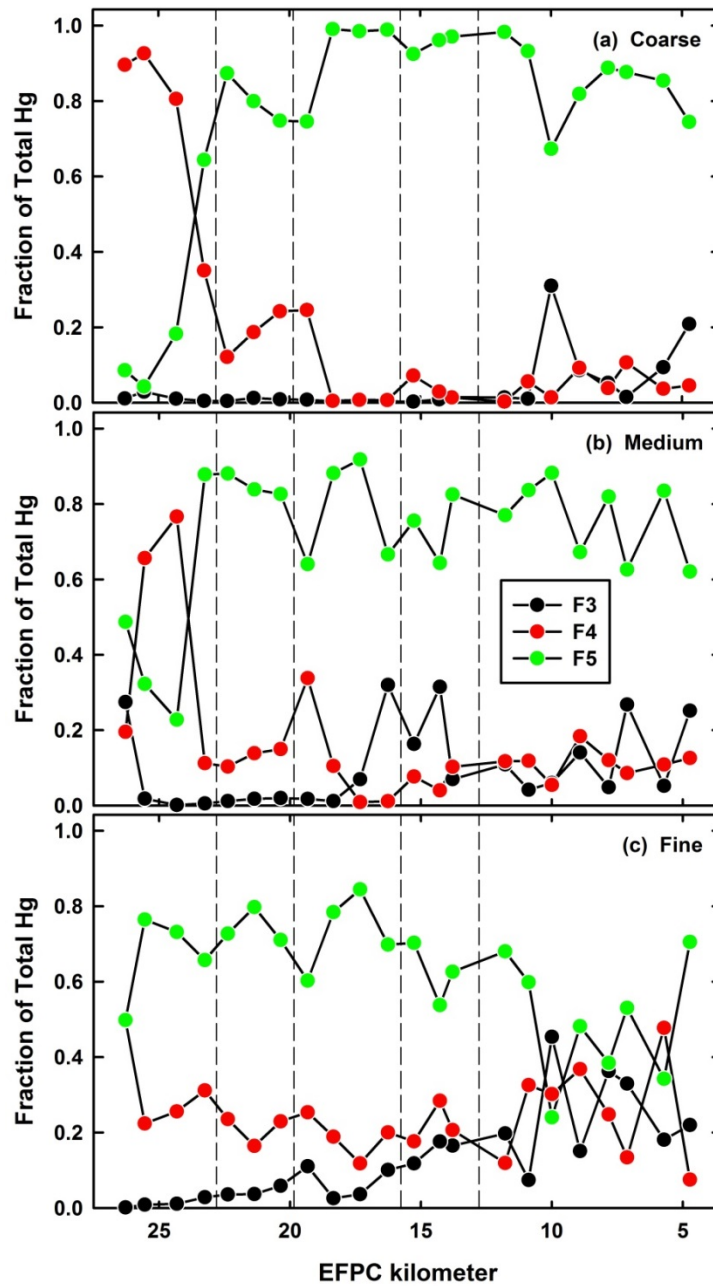 1.0
(a) Coarse
0.8
0.6
0.4
0.2
0.0
Fraction of Total Hg
1.0
(b) Medium
0.8
0.6
0.4
0.2
0.0
Fraction of Total Hg
F3
F4
F5
1.0
(c) Fine
0.8
0.6
0.4
0.2
0.0
Fraction of Total Hg
25 20 15 10 5
EFPC kilometer